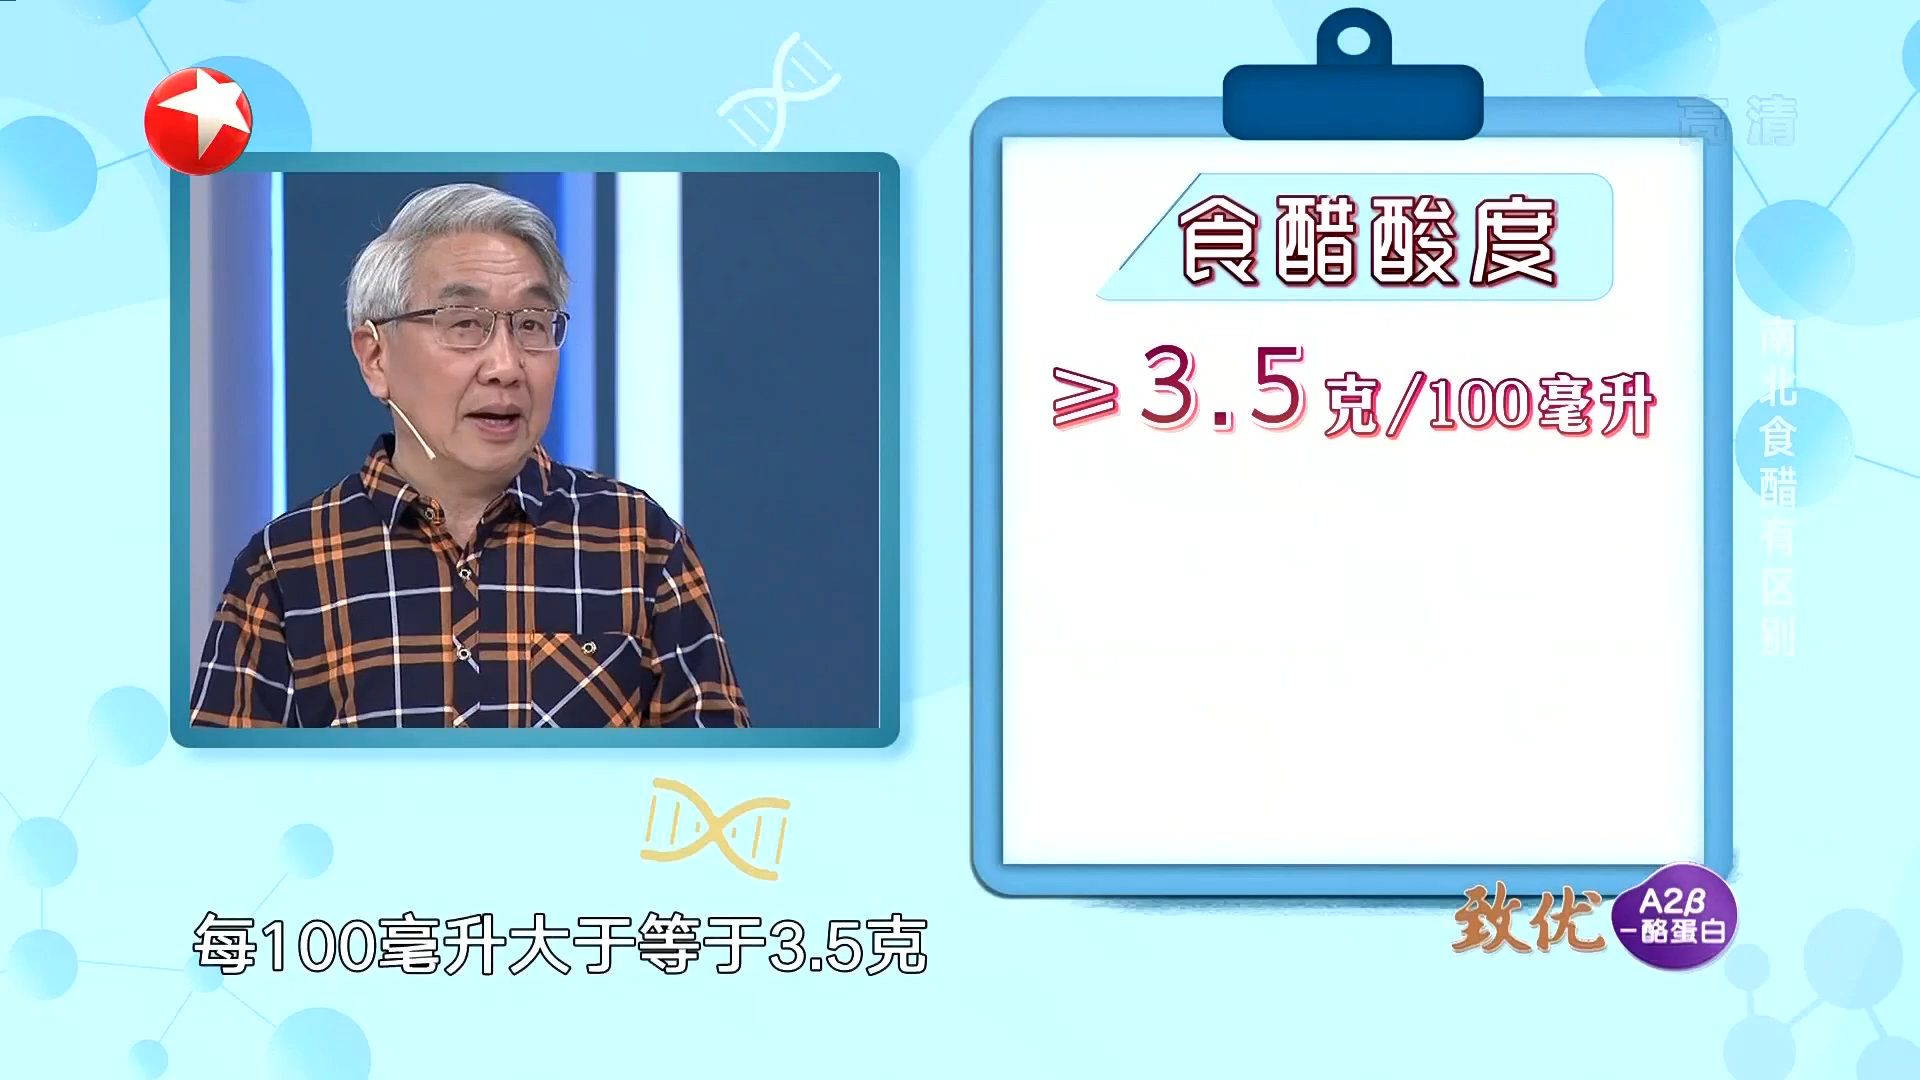 高清
食醋酸度
≥3.5克/100毫升
南北食醋有区别
每100毫升大于等于3.5克
致优
A2β
-酪蛋白